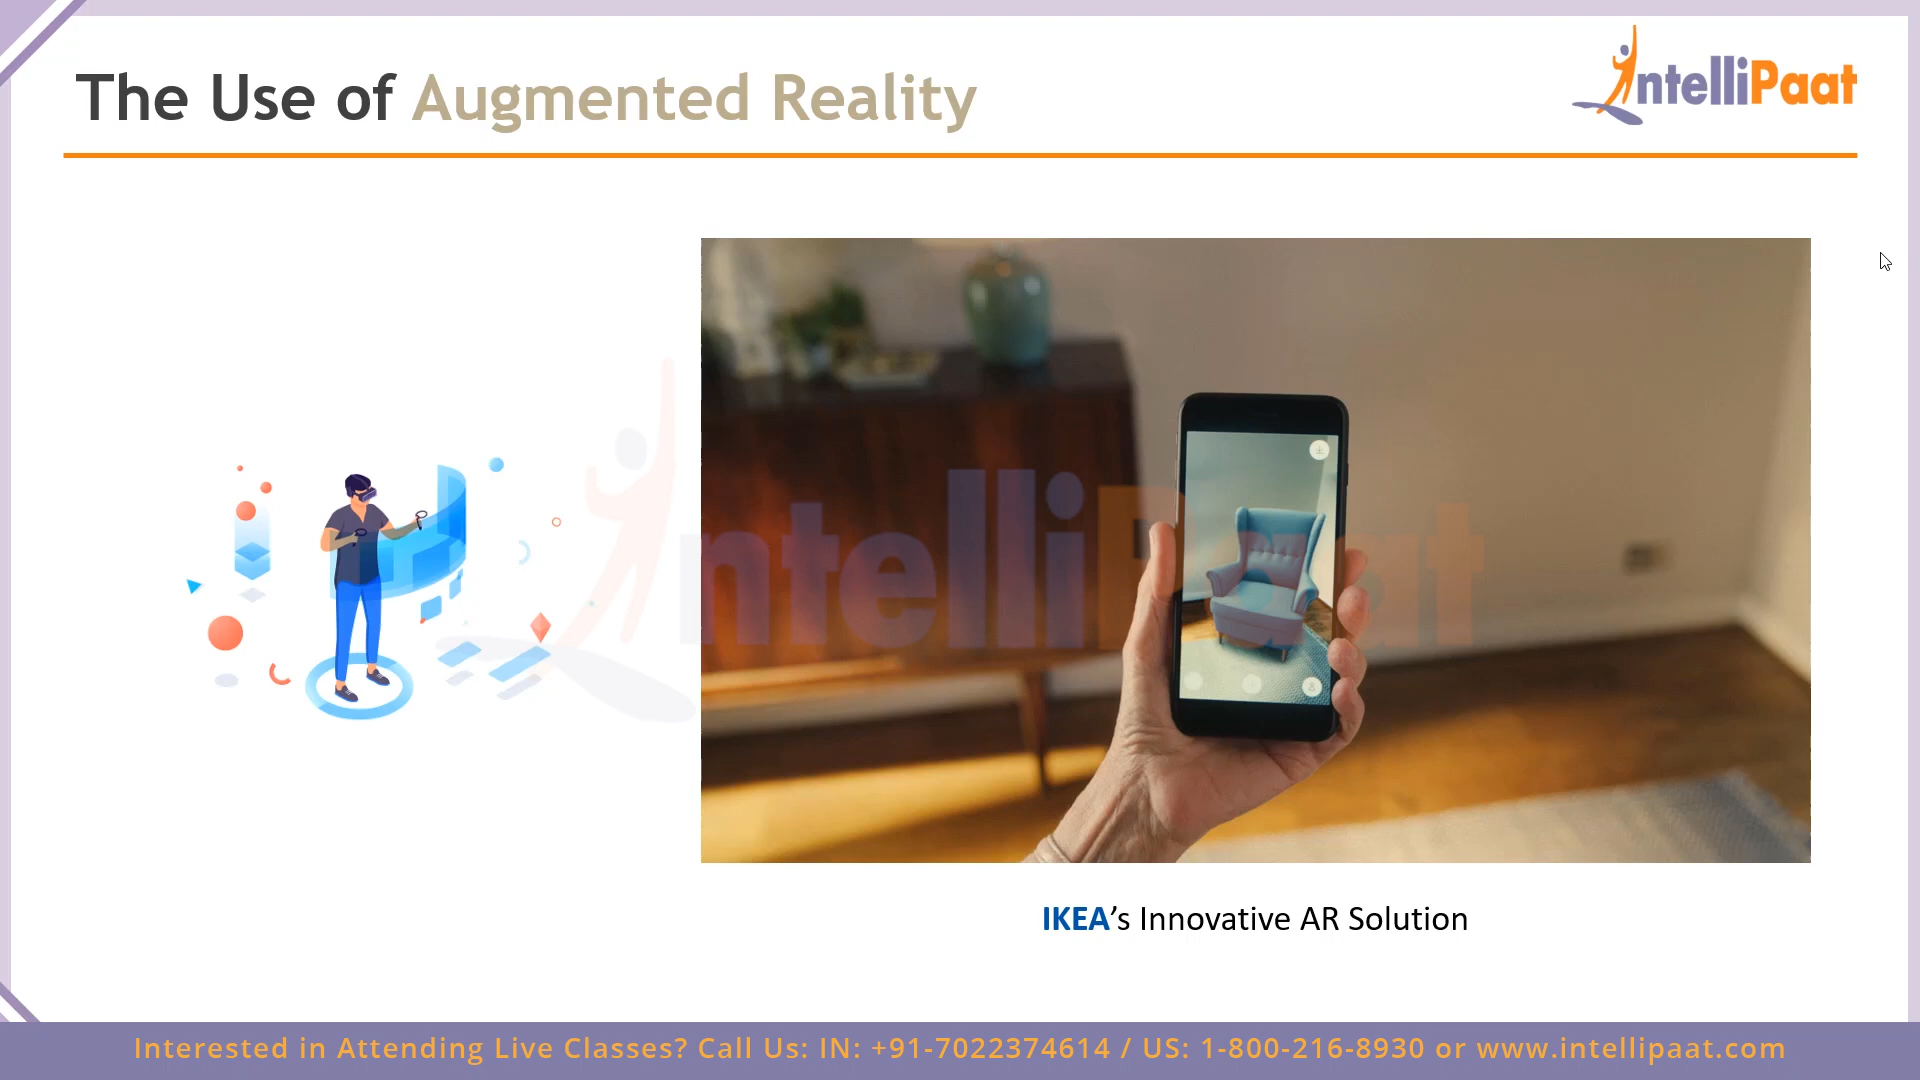 The Use of Augmented Reality
IntelliPaat
IntelliPaat
IKEA's Innovative AR Solution
Interested in Attending Live Classes? Call Us: IN: +91-7022374614 / US: 1-800-216-8930 or www.intellipaat.com